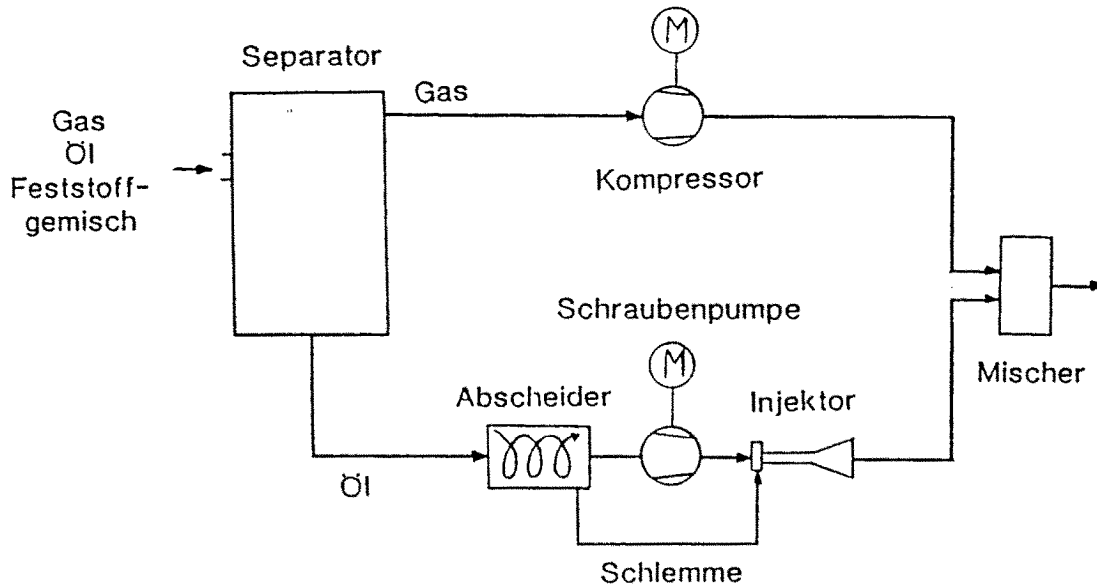 M
Separator
Gas
Gas
Öl
Feststoff-
gemisch
Kompressor
Schraubenpumpe
M
Mischer
Abscheider
Injektor
Öl
Schlemme